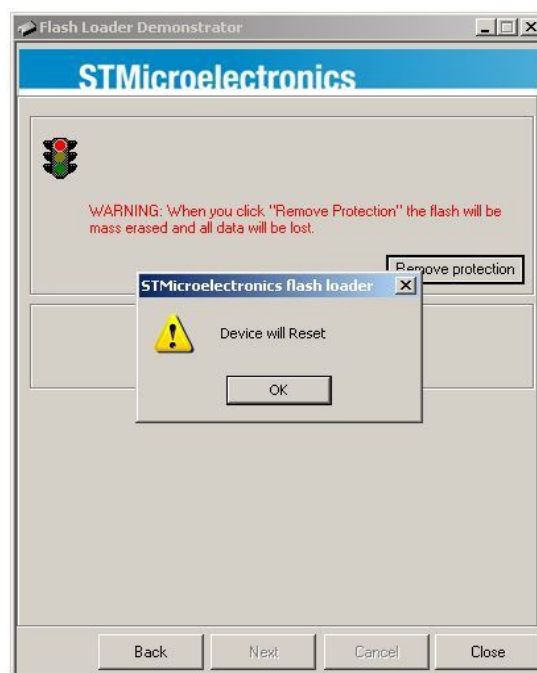 Flash Loader Demonstrator
STMicroelectronics
WARNING: When you click "Remove Protection" the flash will be
mass erased and all data will be lost.
Remove protection
STMicroelectronics flash loader
Device will Reset
OK
Back
Next
Cancel
Close